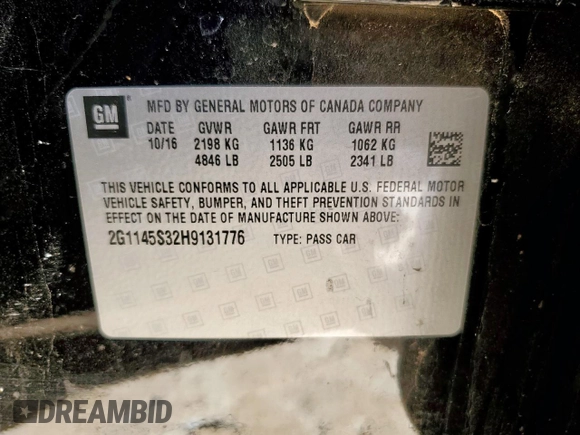 GM
MFD BY GENERAL MOTORS OF CANADA COMPANY
DATE GVWR GAWR FRT GAWR RR
10/16 2198 KG 1136 KG 1062 KG
4846 LB 2505 LB 2341 LB
THIS VEHICLE CONFORMS TO ALL APPLICABLE U.S. FEDERAL MOTOR
VEHICLE SAFETY, BUMPER, AND THEFT PREVENTION STANDARDS IN
EFFECT ON THE DATE OF MANUFACTURE SHOWN ABOVE:
2G1145S32H9131776 TYPE: PASS CAR
DREAMBID